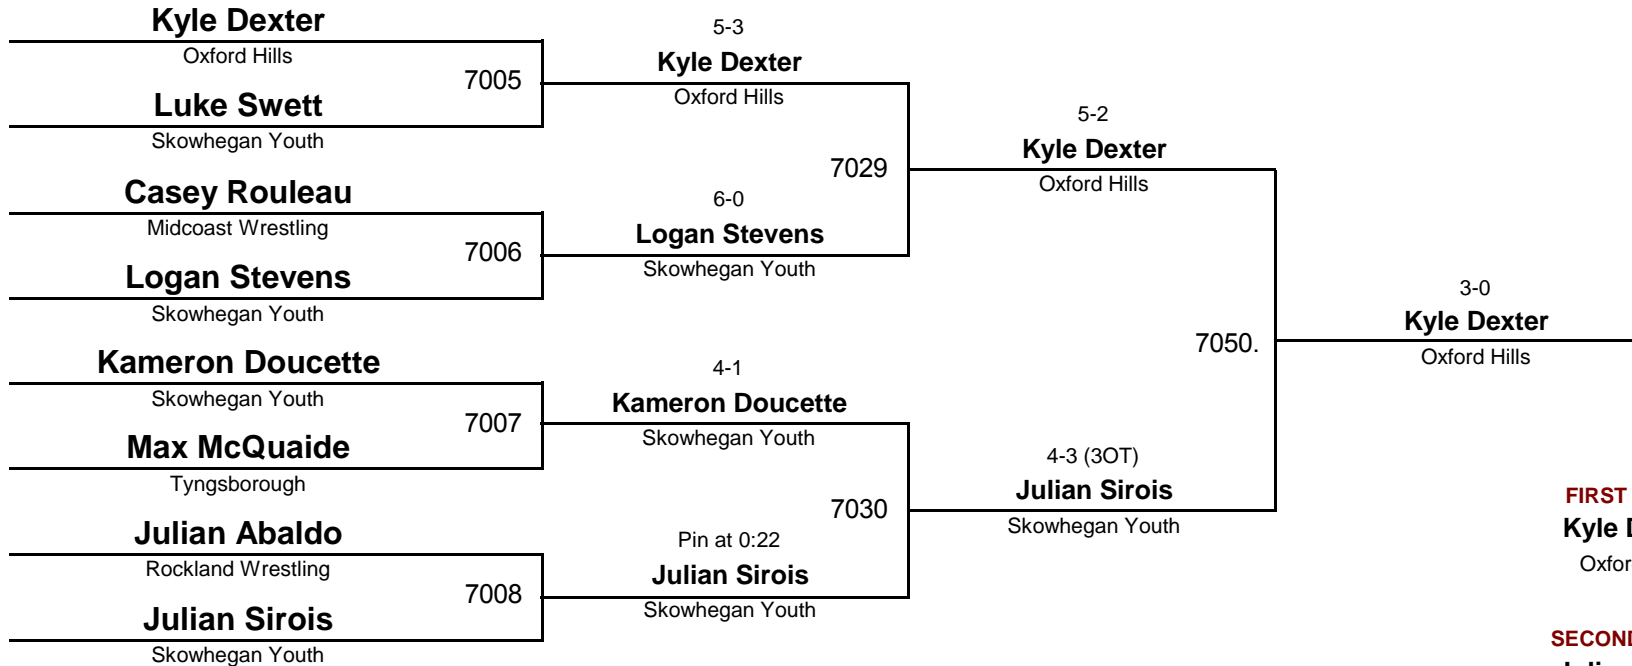 Kyle Dexter
Oxford Hills
7005
Luke Swett
Skowhegan Youth
Casey Rouleau
Midcoast Wrestling
7006
Logan Stevens
Skowhegan Youth
Kameron Doucette
Skowhegan Youth
7007
Max McQuaide
Tyngsborough
Julian Abaldo
Rockland Wrestling
7008
Julian Sirois
Skowhegan Youth
5-3
Kyle Dexter
Oxford Hills
7029
6-0
Logan Stevens
Skowhegan Youth
4-1
Kameron Doucette
Skowhegan Youth
7030
Pin at 0:22
Julian Sirois
Skowhegan Youth
5-2
Kyle Dexter
Oxford Hills
7050.
4-3 (3OT)
Julian Sirois
Skowhegan Youth
3-0
Kyle Dexter
Oxford Hills
FIRST
Kyle